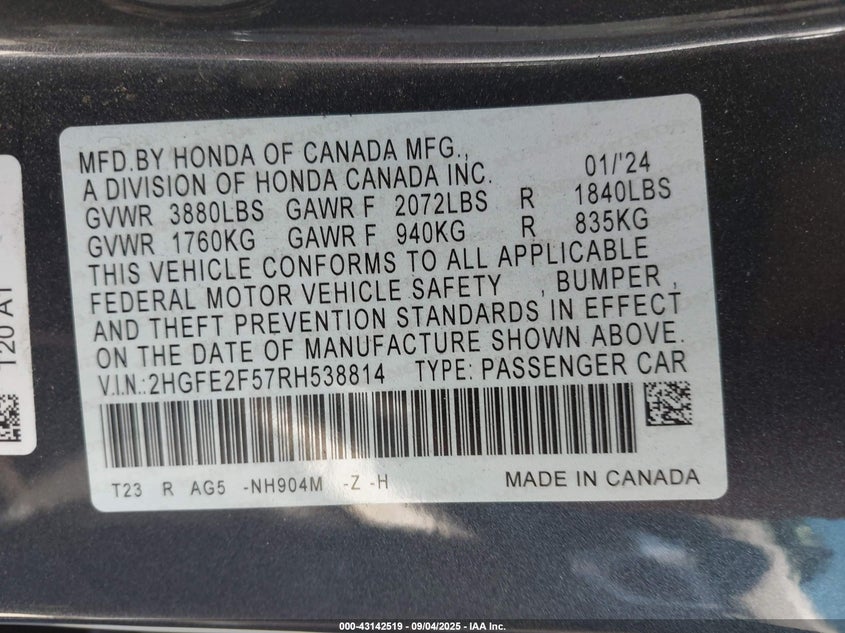 MFD.BY HONDA OF CANADA MFG.,
A DIVISION OF HONDA CANADA INC. 01/'24
GVWR 3880LBS GAWR F 2072LBS R 1840LBS
GVWR 1760KG GAWR F 940KG R 835KG
THIS VEHICLE CONFORMS TO ALL APPLICABLE
FEDERAL MOTOR VEHICLE SAFETY , BUMPER ,
AND THEFT PREVENTION STANDARDS IN EFFECT
ON THE DATE OF MANUFACTURE SHOWN ABOVE.
V.I.N.:2HGFE2F57RH538814 TYPE: PASSENGER CAR
T23 R AG5 -NH904M -Z -H MADE IN CANADA
T20 A1
000-43142519 - 09/04/2025 - IAA Inc.